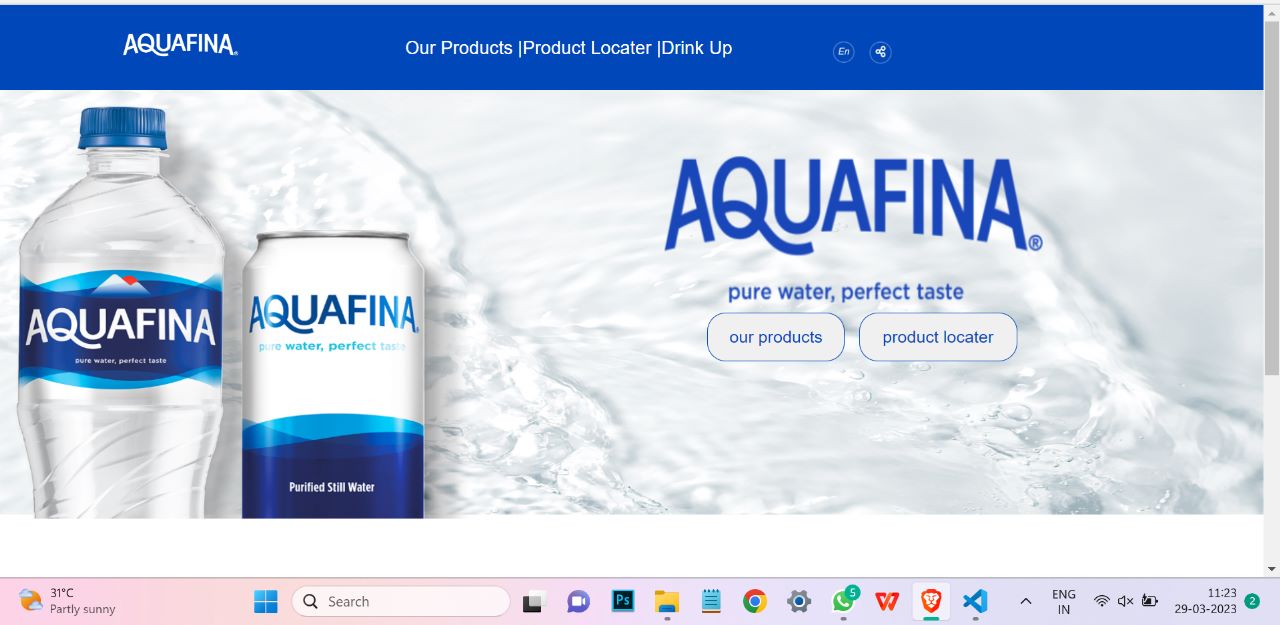 AQUAFINA®
Our Products |Product Locater |Drink Up
En
AQUAFINA®
pure water, perfect taste
our products
product locater
AQUAFINA
pure water, perfect taste
AQUAFINA®
pure water, perfect taste
Purified Still Water
31°C
Partly sunny
Search
Ps
5
W
ENG
IN
11:23
29-03-2023
2